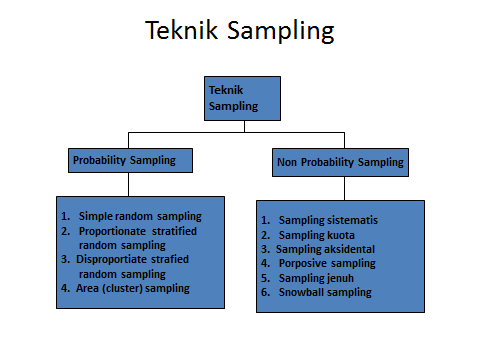 Teknik Sampling
Teknik
Sampling
Probability Sampling
Non Probability Sampling
1. Simple random sampling
2. Proportionate stratified
random sampling
3. Disproportiate strafied
random sampling
4. Area (cluster) sampling
1. Sampling sistematis
2. Sampling kuota
3. Sampling aksidental
4. Porposive sampling
5. Sampling jenuh
6. Snowball sampling